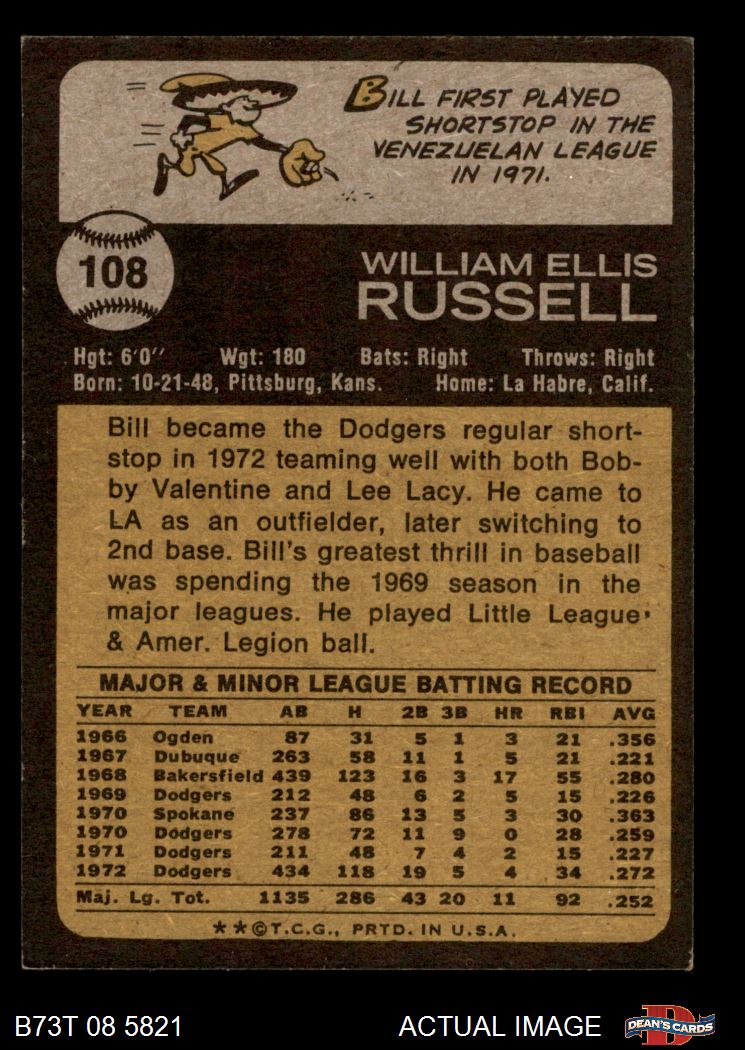 BILL FIRST PLAYED
SHORTSTOP IN THE
VENEZUELAN LEAGUE
IN 1971.
108
WILLIAM ELLIS
RUSSELL
Hgt: 6'0" Wgt: 180 Bats: Right Throws: Right
Born: 10-21-48, Pittsburg, Kans. Home: La Habre, Calif.
Bill became the Dodgers regular short-
stop in 1972 teaming well with both Bob-
by Valentine and Lee Lacy. He came to
LA as an outfielder, later switching to
2nd base. Bill's greatest thrill in baseball
was spending the 1969 season in the
major leagues. He played Little League
& Amer. Legion ball.
MAJOR & MINOR LEAGUE BATTING RECORD
YEAR TEAM AB H 2B 3B HR RBI AVG
1966 Ogden 87 31 5 1 3 21 .356
1967 Dubuque 263 58 11 1 5 21 .221
1968 Bakersfield 439 123 16 3 17 55 .280
1969 Dodgers 212 48 6 2 5 15 .226
1970 Spokane 237 86 13 5 3 30 .363
1970 Dodgers 278 72 11 9 0 28 .259
1971 Dodgers 211 48 7 4 2 15 .227
1972 Dodgers 434 118 19 5 4 34 .272
Maj. Lg. Tot. 1135 286 43 20 11 92 .252
**©T.C.G., PRTD. IN U.S.A.
B73T 08 5821 ACTUAL IMAGE D DEAN'S CARDS